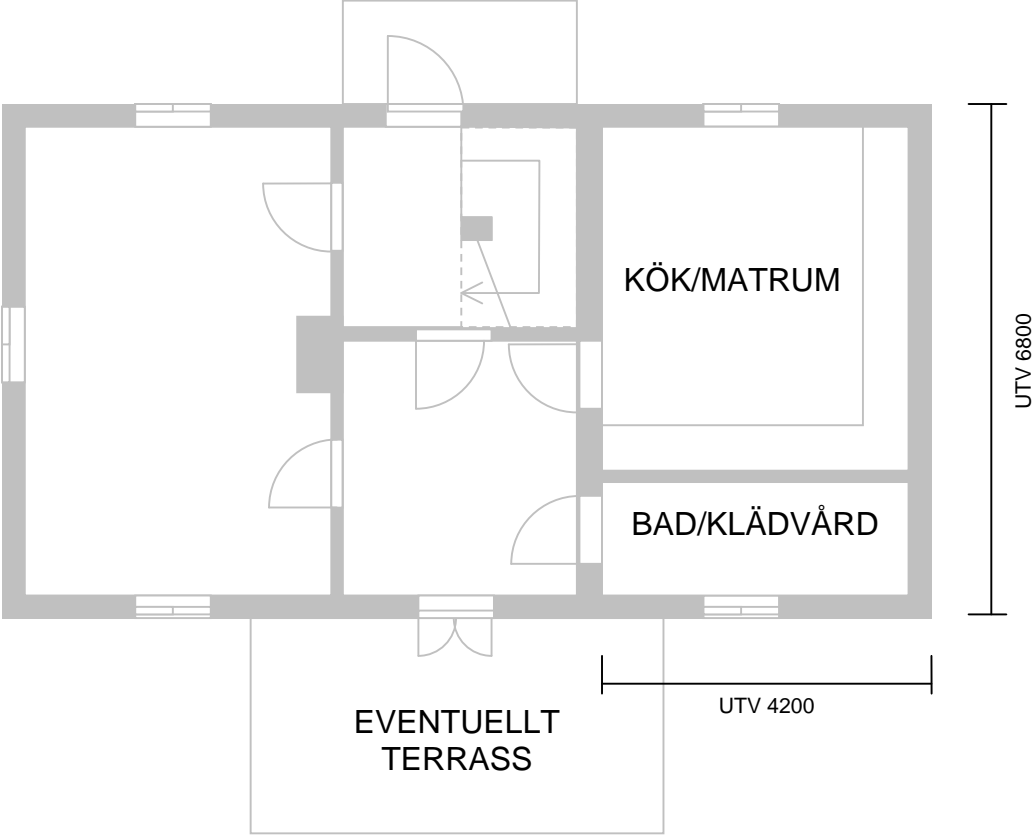 KÖK/MATRUM
UTV 6800
BAD/KLÄDVÅRD
UTV 4200
EVENTUELLT
TERRASS